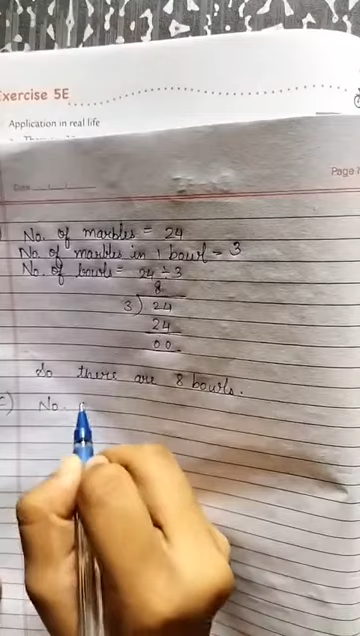 Exercise 5E
Application in real life
Date
Page
No. of marbles = 24
No. of marbles in 1 bowl = 3
No. of bowls = 24 ÷ 3
8
3) 24
24
00
So there are 8 bowls.
c) No.